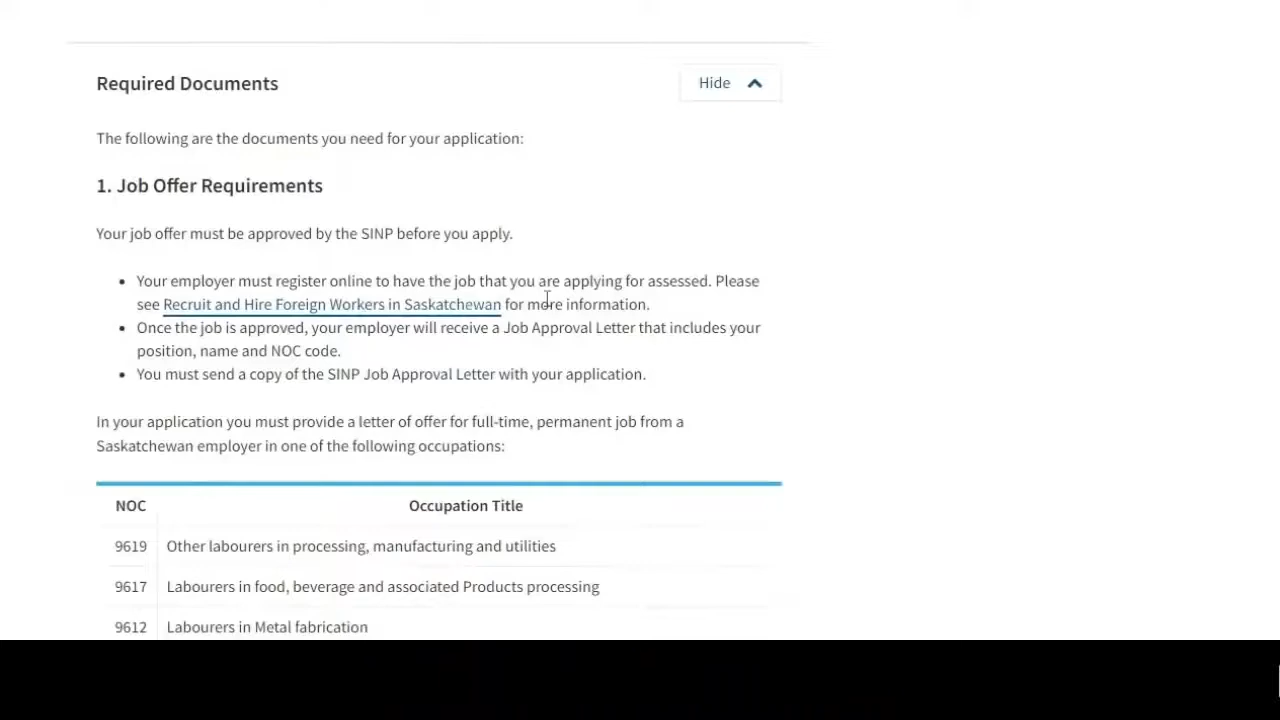 Required Documents
Hide
The following are the documents you need for your application:
1. Job Offer Requirements
Your job offer must be approved by the SINP before you apply.
• Your employer must register online to have the job that you are applying for assessed. Please
see Recruit and Hire Foreign Workers in Saskatchewan for more information.
• Once the job is approved, your employer will receive a Job Approval Letter that includes your
position, name and NOC code.
• You must send a copy of the SINP Job Approval Letter with your application.
In your application you must provide a letter of offer for full-time, permanent job from a
Saskatchewan employer in one of the following occupations:
NOC Occupation Title
9619 Other labourers in processing, manufacturing and utilities
9617 Labourers in food, beverage and associated Products processing
9612 Labourers in Metal fabrication